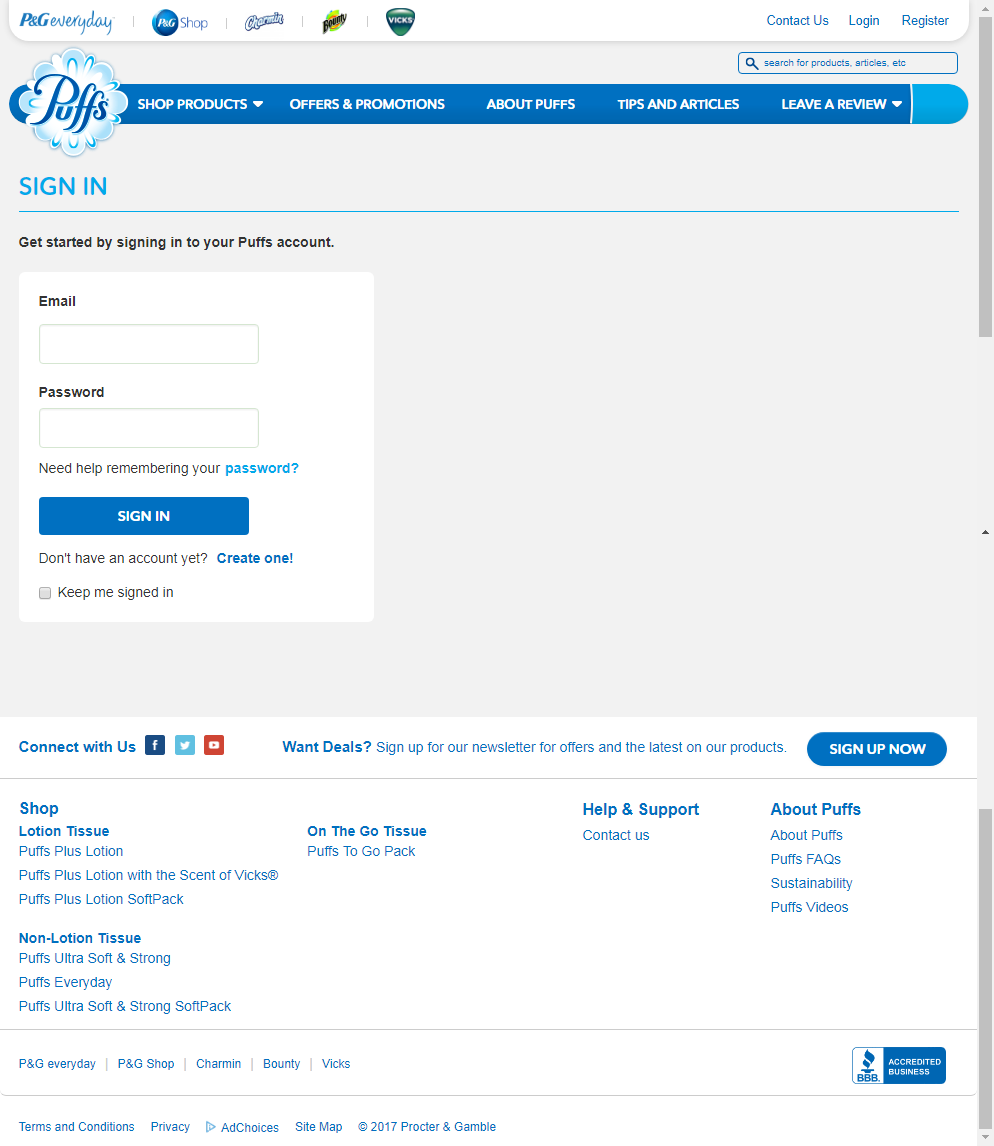 P&G everyday | P&G Shop | Charmin | Bounty | VICKS Contact Us Login Register
search for products, articles, etc
Puffs SHOP PRODUCTS OFFERS & PROMOTIONS ABOUT PUFFS TIPS AND ARTICLES LEAVE A REVIEW
SIGN IN
Get started by signing in to your Puffs account.
Email
Password
Need help remembering your password?
SIGN IN
Don't have an account yet? Create one!
Keep me signed in
Connect with Us Want Deals? Sign up for our newsletter for offers and the latest on our products. SIGN UP NOW
Shop
Lotion Tissue
Puffs Plus Lotion
Puffs Plus Lotion with the Scent of Vicks®
Puffs Plus Lotion SoftPack
Non-Lotion Tissue
Puffs Ultra Soft & Strong
Puffs Everyday
Puffs Ultra Soft & Strong SoftPack
On The Go Tissue
Puffs To Go Pack
Help & Support
Contact us
About Puffs
About Puffs
Puffs FAQs
Sustainability
Puffs Videos
P&G everyday | P&G Shop | Charmin | Bounty | Vicks
BBB.
ACCREDITED
BUSINESS
Terms and Conditions Privacy AdChoices Site Map © 2017 Procter & Gamble